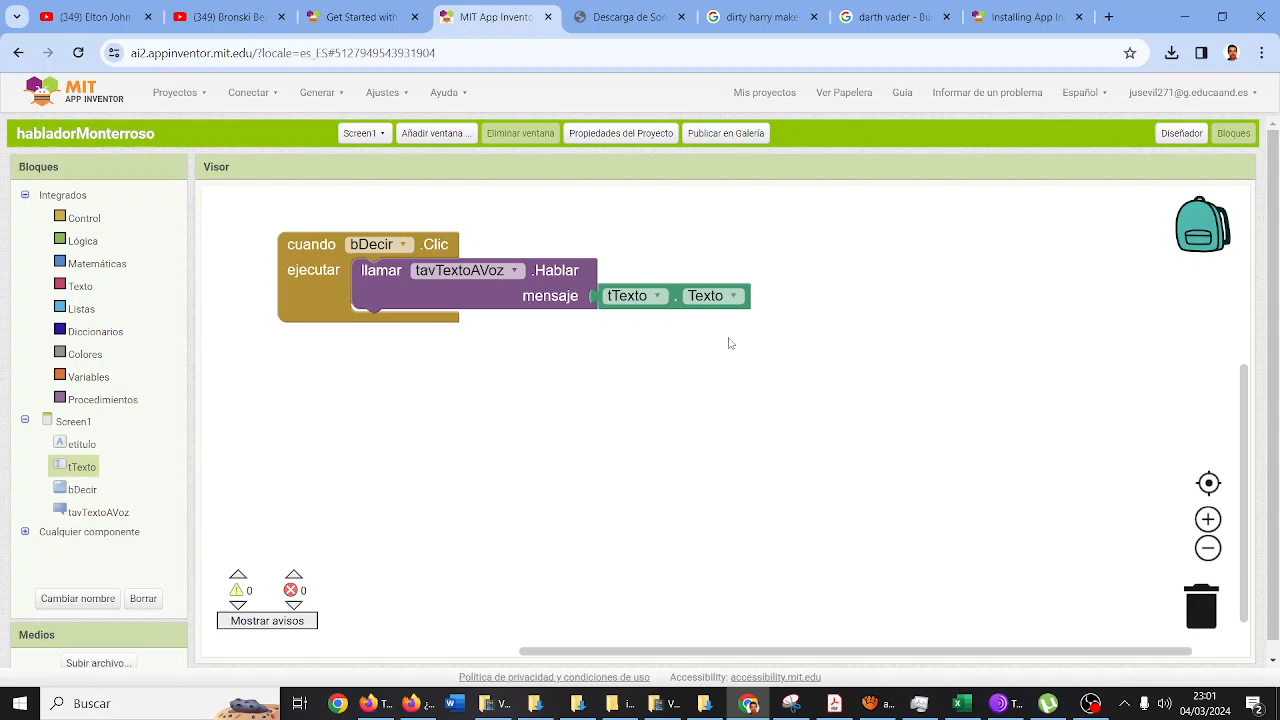 (349) Elton John
(349) Bronski Be
Get Started with
MIT App Invento
Descarga de Son
dirty harry make
darth vader - Bú
Installing App In
ai2.appinventor.mit.edu/?locale=es_ES#5127949543931904
MIT
APP INVENTOR
Proyectos
Conectar
Generar
Ajustes
Ayuda
Mis proyectos
Ver Papelera
Guía
Informar de un problema
Español
jusevil271@g.educaand.es
habladorMonterroso
Screen1
Añadir ventana ...
Eliminar ventana
Propiedades del Proyecto
Publicar en Galería
Diseñador
Bloques
Bloques
Visor
Integrados
Control
Lógica
Matemáticas
Texto
Listas
Diccionarios
Colores
Variables
Procedimientos
Screen1
etitulo
tTexto
bDecir
tavTextoAVoz
Cualquier componente
Cambiar nombre
Borrar
Medios
Subir archivo...
cuando bDecir .Clic
ejecutar llamar tavTextoAVoz .Hablar
mensaje tTexto . Texto
0
0
Mostrar avisos
Política de privacidad y condiciones de uso
Accessibility: accessibility.mit.edu
Buscar
23:01
04/03/2024